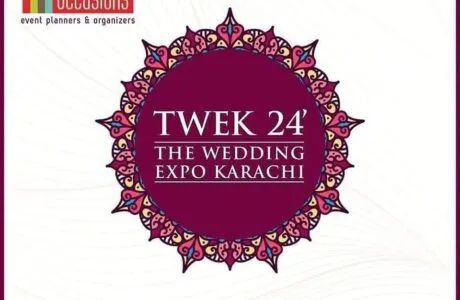 occasions
event planners & organizers
TWEK 24'
THE WEDDING
EXPO KARACHI